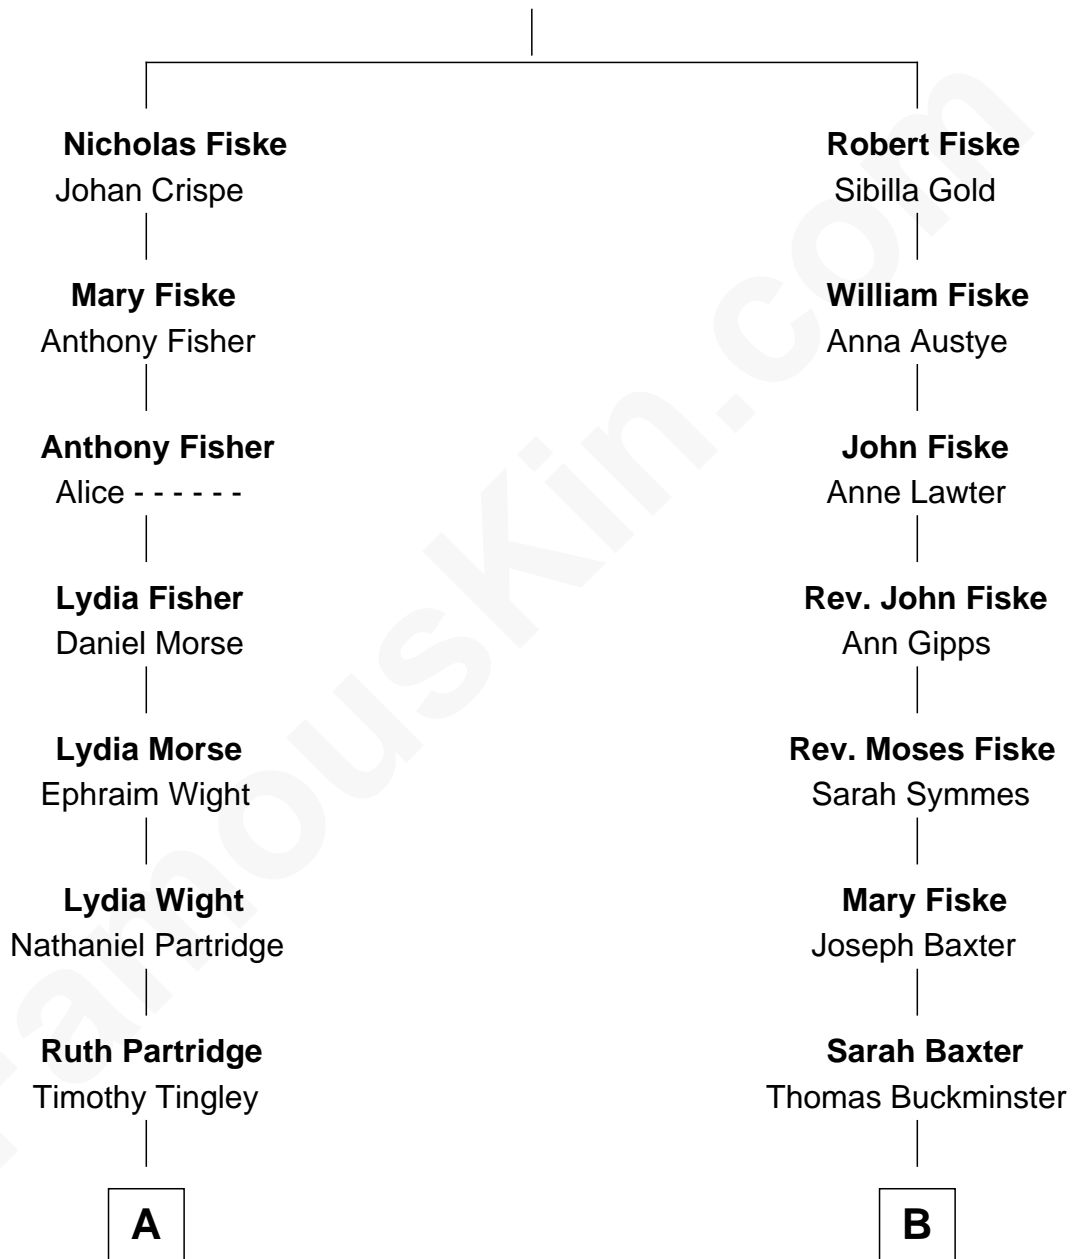 Nicholas Fiske
Johan Crispe
Mary Fiske
Anthony Fisher
Anthony Fisher
Alice - - - - - -
Lydia Fisher
Daniel Morse
Lydia Morse
Ephraim Wight
Lydia Wight
Nathaniel Partridge
Ruth Partridge
Timothy Tingley
A
Robert Fiske
Sibilla Gold
William Fiske
Anna Austye
John Fiske
Anne Lawter
Rev. John Fiske
Ann Gipps
Rev. Moses Fiske
Sarah Symmes
Mary Fiske
Joseph Baxter
Sarah Baxter
Thomas Buckminster
B
FamousKin.com